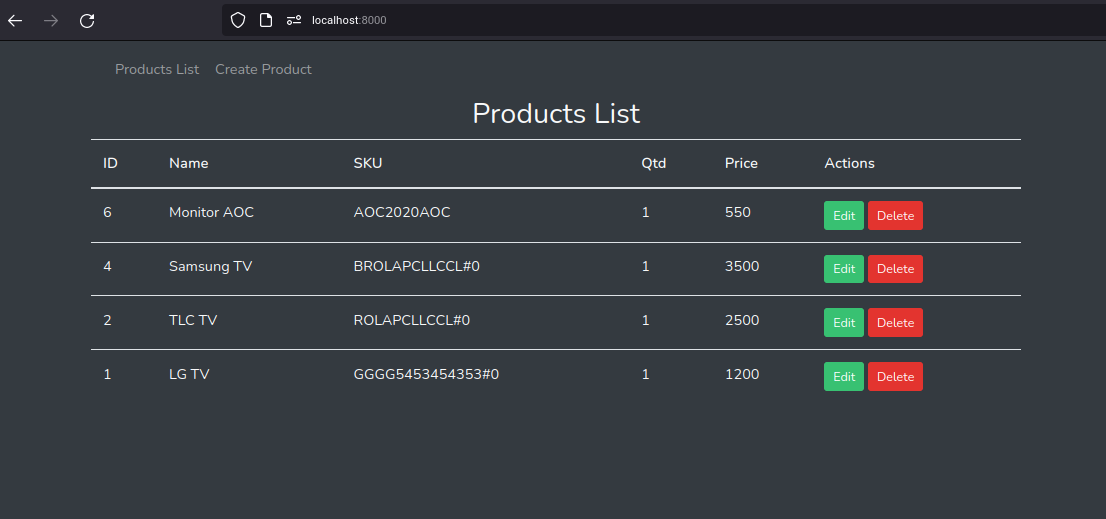 localhost:8000
Products List Create Product
Products List
ID Name SKU Qtd Price Actions
6 Monitor AOC AOC2020AOC 1 550 Edit Delete
4 Samsung TV BROLAPCLLCCL#0 1 3500 Edit Delete
2 TLC TV ROLAPCLLCCL#0 1 2500 Edit Delete
1 LG TV GGGG5453454353#0 1 1200 Edit Delete